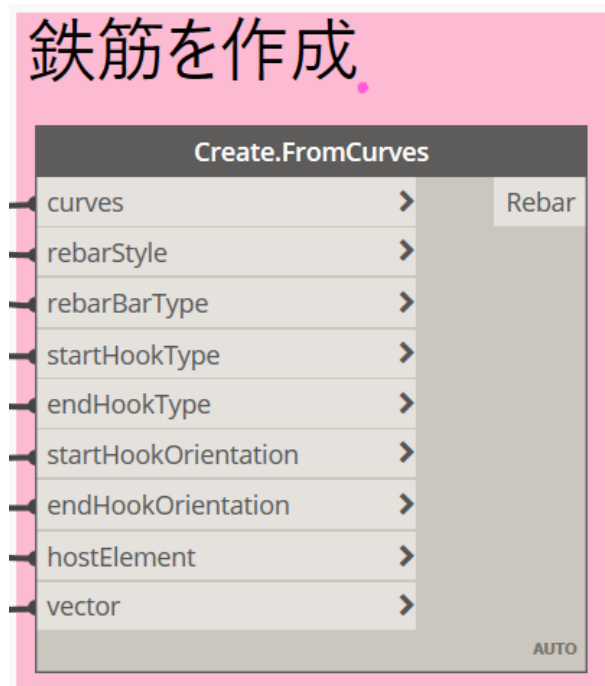 鉄筋を作成
Create.FromCurves
curves
Rebar
rebarStyle
rebarBarType
startHookType
endHookType
startHookOrientation
endHookOrientation
hostElement
vector
AUTO